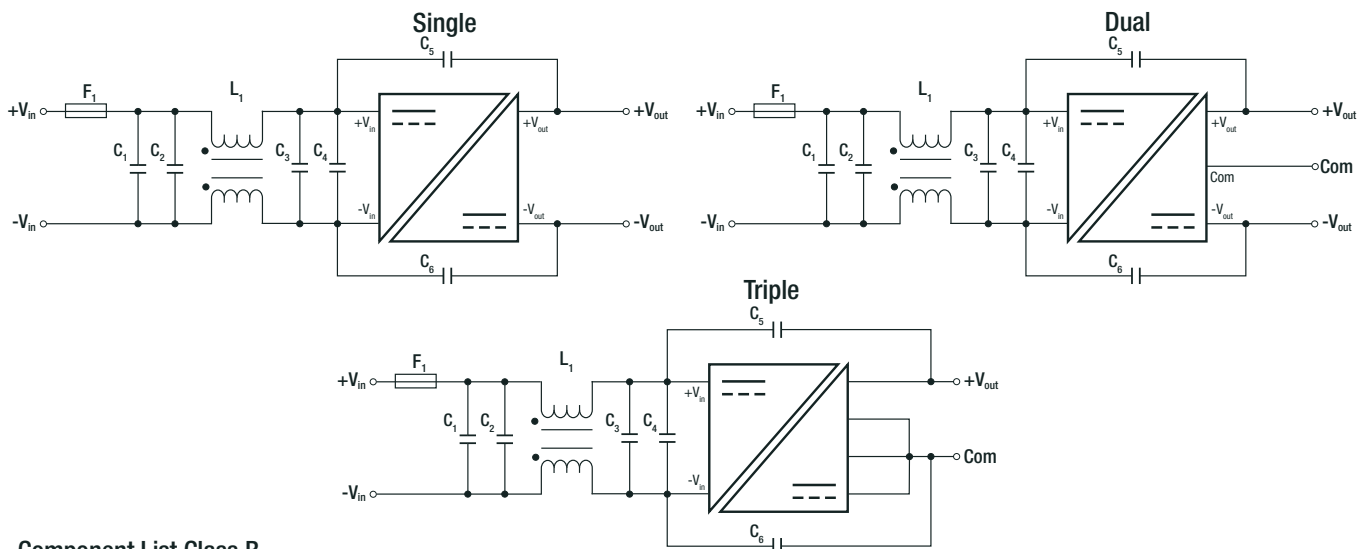 Single
C5
F1
L1
+Vin
+Vout
+Vin
+Vout
C1
C2
C3
C4
-Vin
-Vout
-Vin
-Vout
C6
Dual
C5
F1
L1
+Vin
+Vout
+Vin
+Vout
C1
C2
C3
C4
Com
Com
-Vin
-Vout
-Vin
-Vout
C6
Triple
C5
F1
L1
+Vin
+Vin
+Vout
C1
C2
C3
C4
Com
-Vin
-Vin
C6
Component List Class B